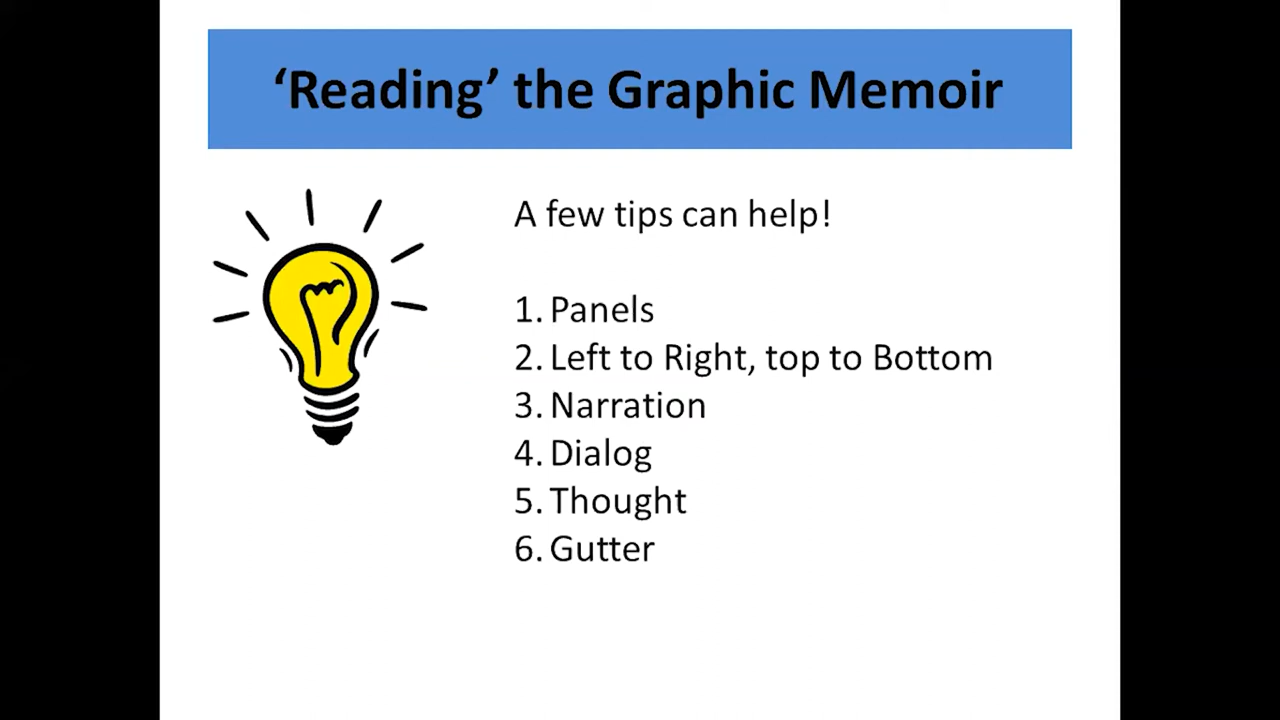 ‘Reading’ the Graphic Memoir
A few tips can help!
1. Panels
2. Left to Right, top to Bottom
3. Narration
4. Dialog
5. Thought
6. Gutter